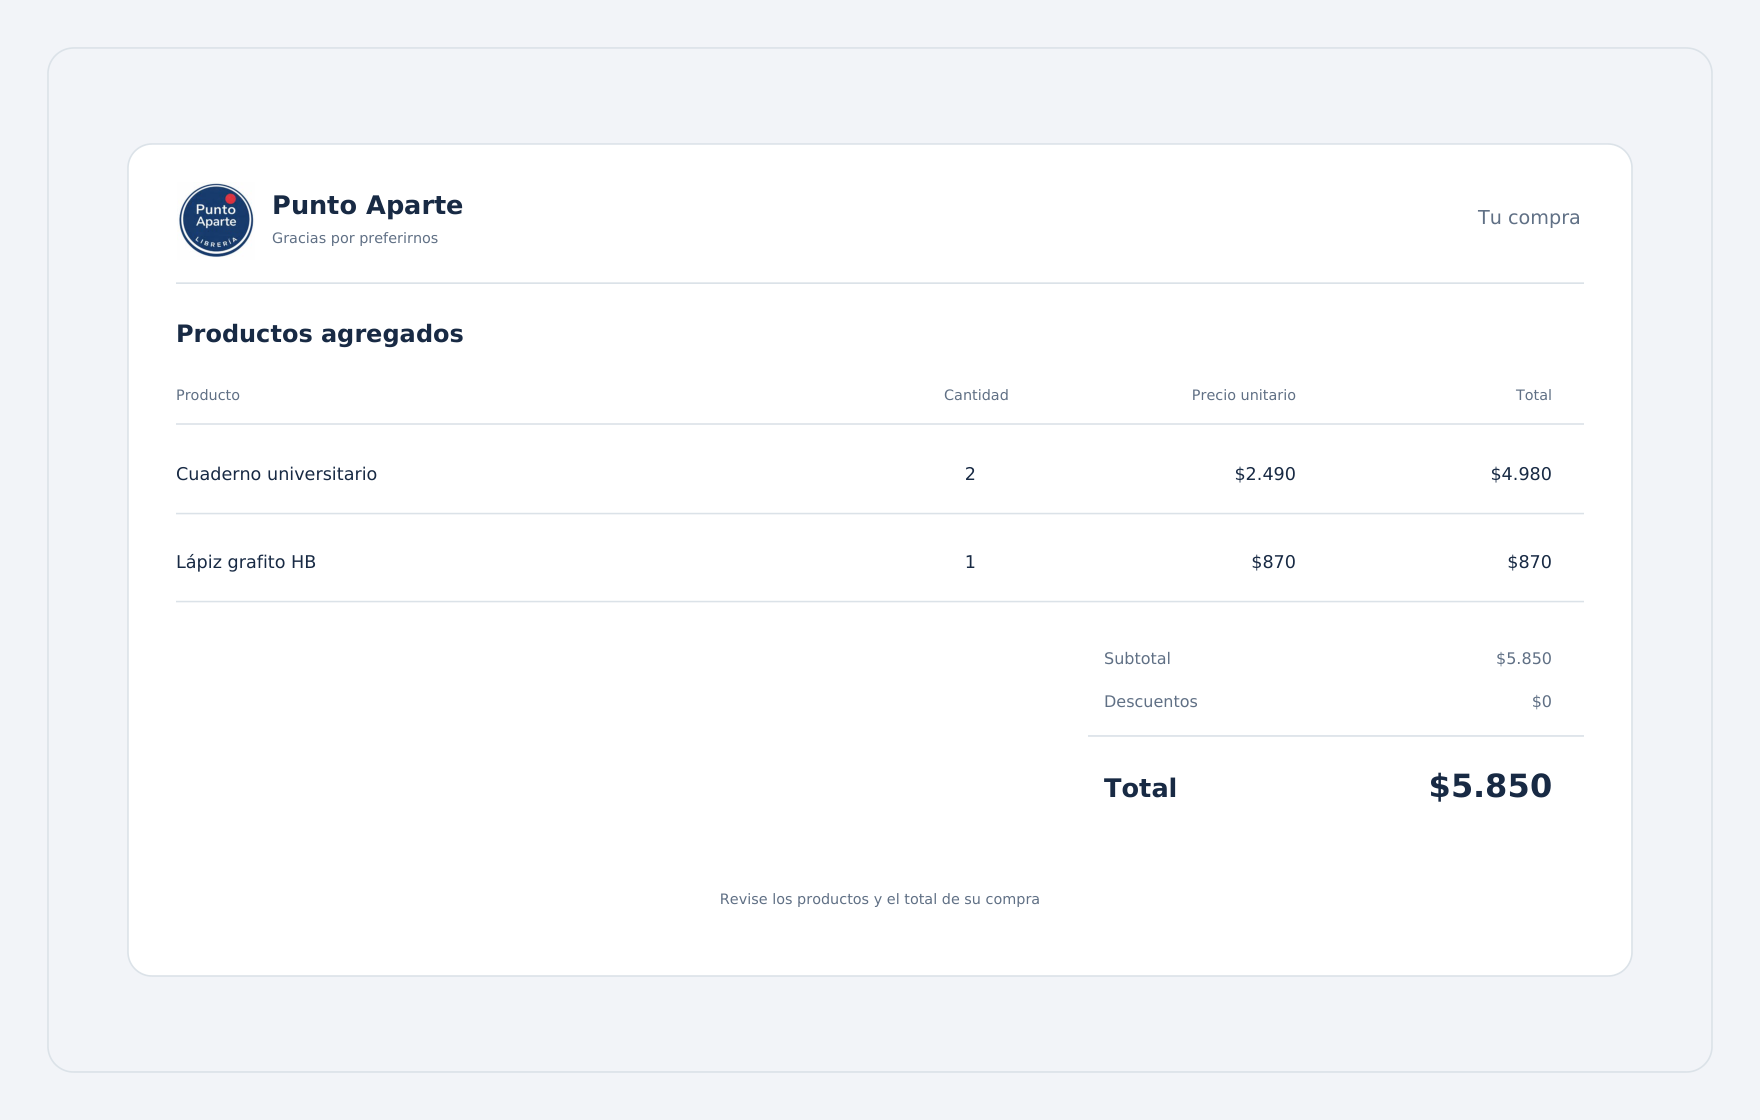 Punto
Aparte
LIBRERÍA
Punto Aparte
Gracias por preferirnos
Tu compra
Productos agregados
Producto Cantidad Precio unitario Total
Cuaderno universitario 2 $2.490 $4.980
Lápiz grafito HB 1 $870 $870
Subtotal $5.850
Descuentos $0
Total $5.850
Revise los productos y el total de su compra